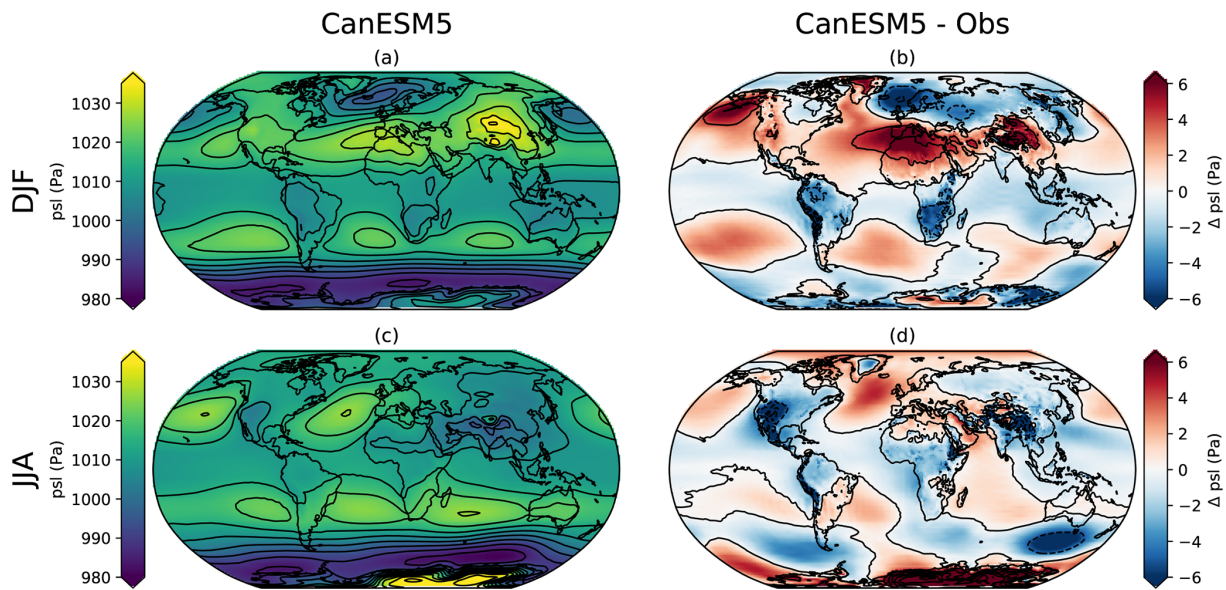 CanESM5
CanESM5 - Obs
(a)
(b)
DJF
psl (Pa)
1030
1020
1010
1000
990
980
6
4
2
0
−2
−4
−6
Δ psl (Pa)
(c)
(d)
JJA
psl (Pa)
1030
1020
1010
1000
990
980
6
4
2
0
−2
−4
−6
Δ psl (Pa)